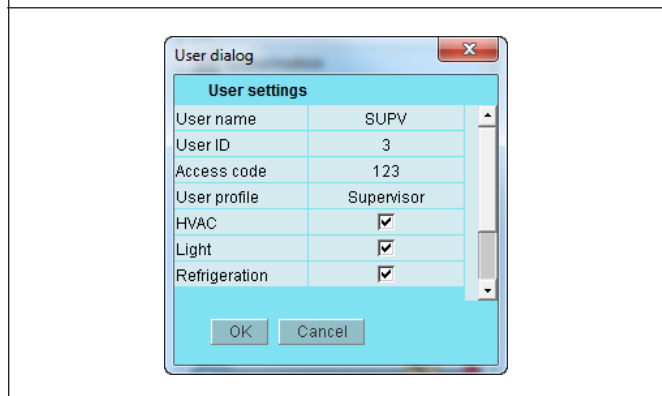 User dialog
User settings
User name SUPV
User ID 3
Access code 123
User profile Supervisor
HVAC
Light
Refrigeration
OK Cancel